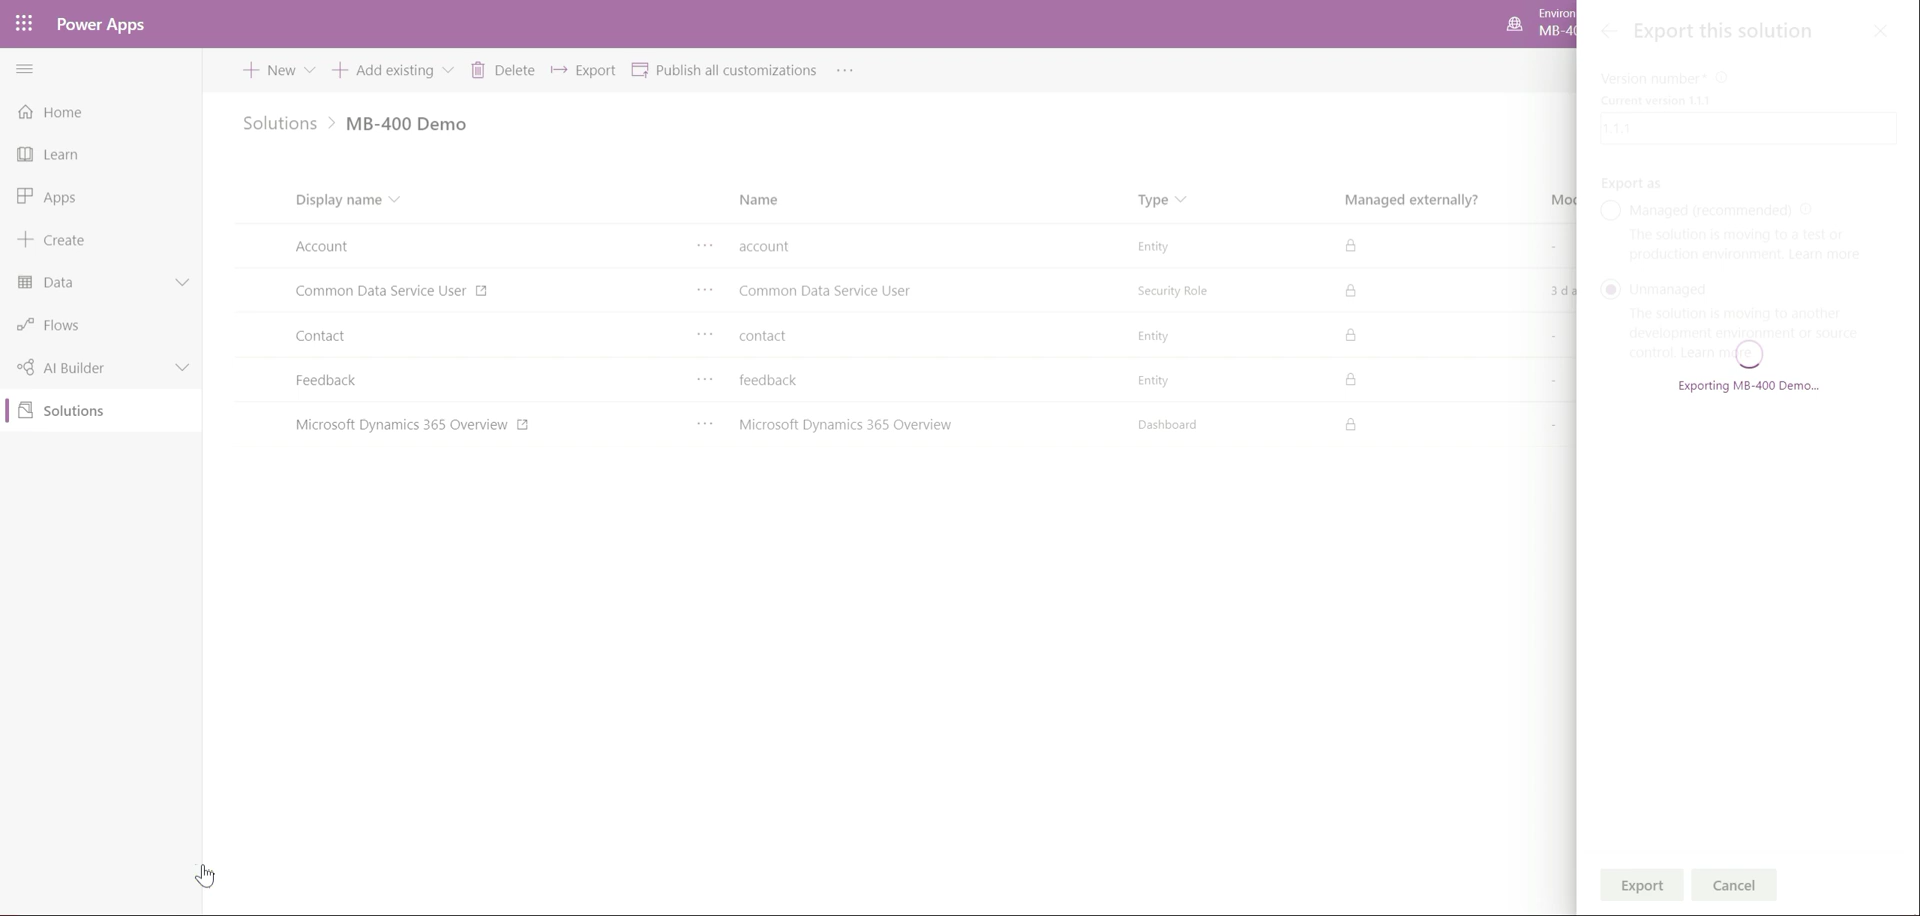 Power Apps
Environ
MB-40
New
Add existing
Delete
Export
Publish all customizations
Home
Learn
Apps
Create
Data
Flows
AI Builder
Solutions
Solutions > MB-400 Demo
Display name Name Type Managed externally? Mod
Account ... account Entity -
Common Data Service User ... Common Data Service User Security Role 3 d a
Contact ... contact Entity -
Feedback ... feedback Entity -
Microsoft Dynamics 365 Overview ... Microsoft Dynamics 365 Overview Dashboard -
Export this solution
Version number*
Current version 1.1.1
1.1.1
Export as
Managed (recommended)
The solution is moving to a test or
production environment. Learn more
Unmanaged
The solution is moving to another
development environment or source
control. Learn more
Exporting MB-400 Demo...
Export
Cancel